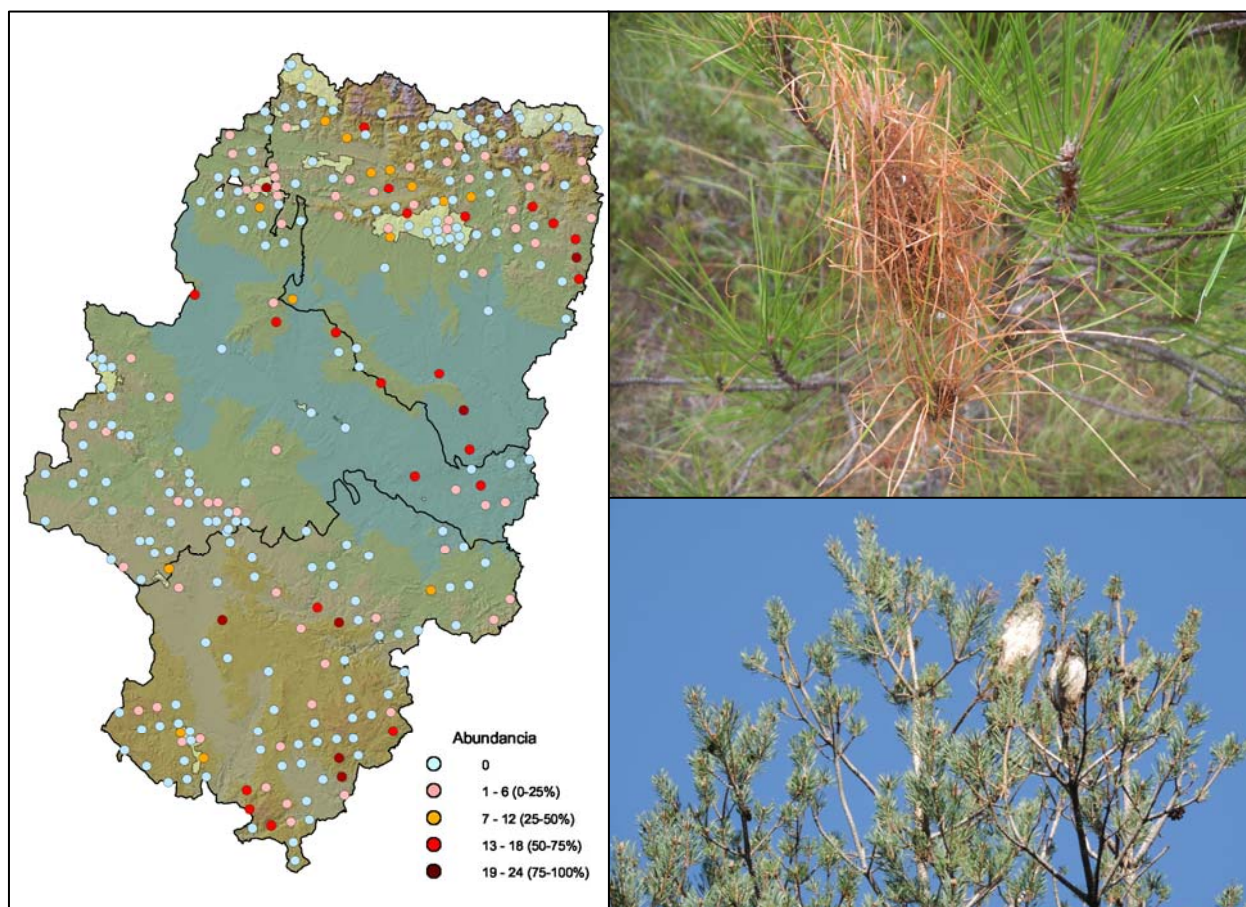 Abundancia
0
1 - 6 (0-25%)
7 - 12 (25-50%)
13 - 18 (50-75%)
19 - 24 (75-100%)